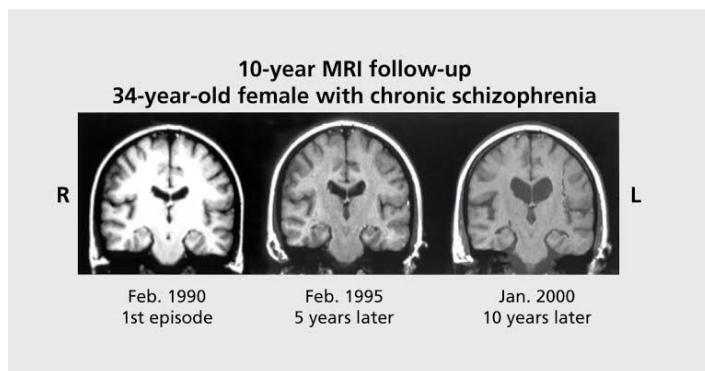 10-year MRI follow-up
34-year-old female with chronic schizophrenia
R
L
Feb. 1990
1st episode
Feb. 1995
5 years later
Jan. 2000
10 years later